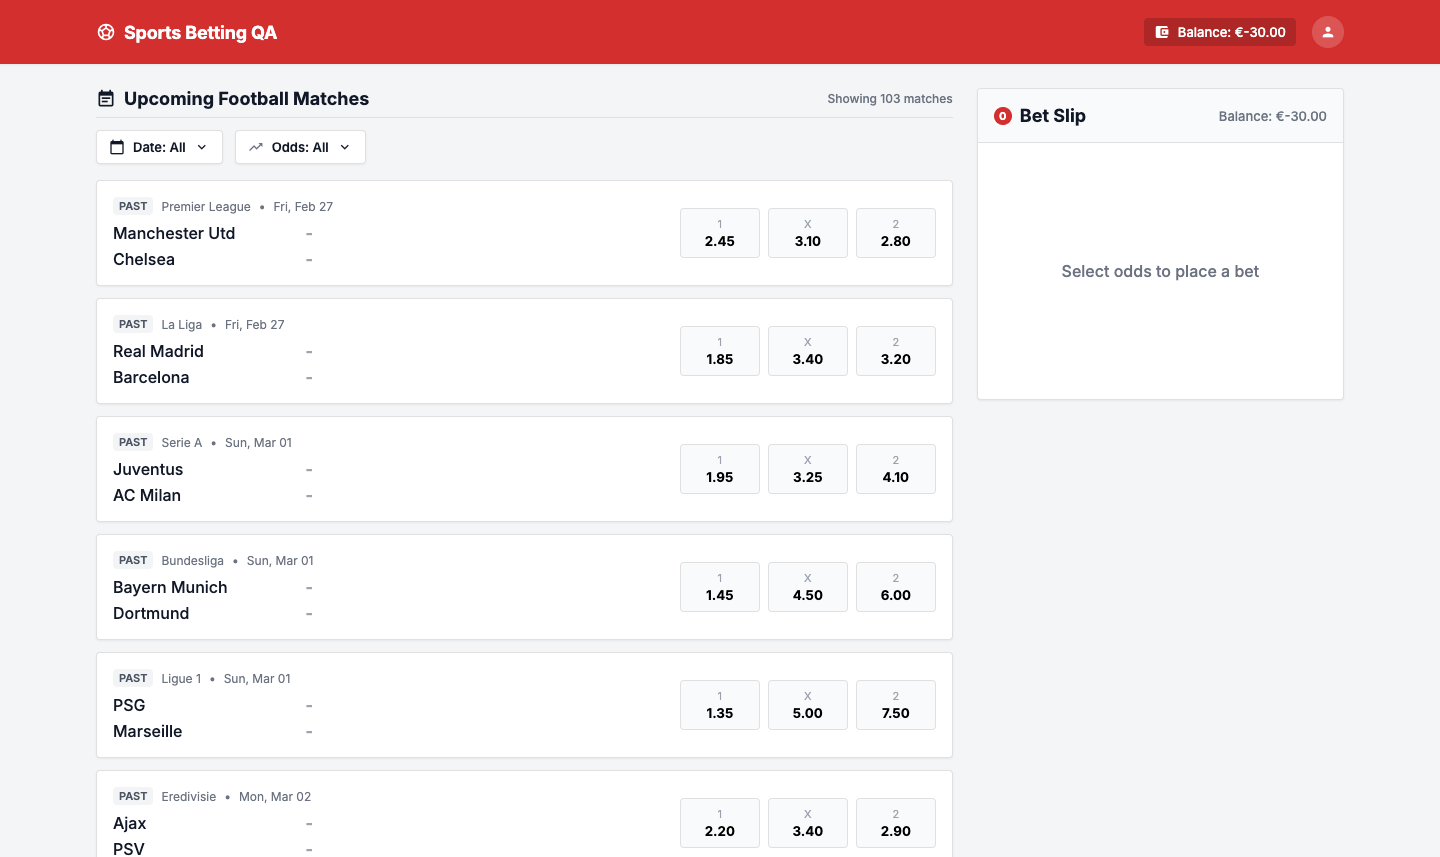 Sports Betting QA
Balance: €-30.00
Upcoming Football Matches
Showing 103 matches
Date: All
Odds: All
PAST Premier League • Fri, Feb 27
Manchester Utd -
Chelsea -
1 X 2
2.45 3.10 2.80
PAST La Liga • Fri, Feb 27
Real Madrid -
Barcelona -
1 X 2
1.85 3.40 3.20
PAST Serie A • Sun, Mar 01
Juventus -
AC Milan -
1 X 2
1.95 3.25 4.10
PAST Bundesliga • Sun, Mar 01
Bayern Munich -
Dortmund -
1 X 2
1.45 4.50 6.00
PAST Ligue 1 • Sun, Mar 01
PSG -
Marseille -
1 X 2
1.35 5.00 7.50
PAST Eredivisie • Mon, Mar 02
Ajax -
PSV -
1 X 2
2.20 3.40 2.90
0 Bet Slip
Balance: €-30.00
Select odds to place a bet